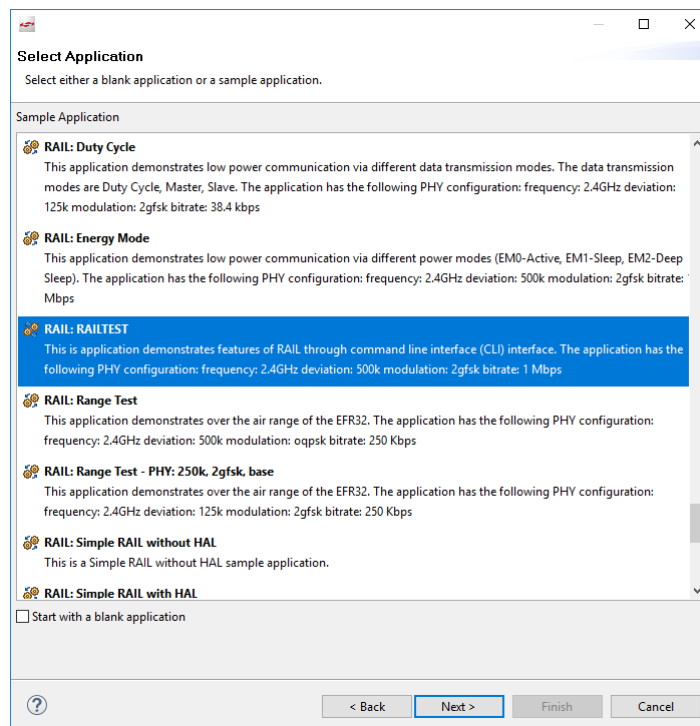 Select Application
Select either a blank application or a sample application.
Sample Application
RAIL: Duty Cycle
This application demonstrates low power communication via different data transmission modes. The data transmission
modes are Duty Cycle, Master, Slave. The application has the following PHY configuration: frequency: 2.4GHz deviation:
125k modulation: 2gfsk bitrate: 38.4 kbps
RAIL: Energy Mode
This application demonstrates low power communication via different power modes (EM0-Active, EM1-Sleep, EM2-Deep
Sleep). The application has the following PHY configuration: frequency: 2.4GHz deviation: 500k modulation: 2gfsk bitrate:
Mbps
RAIL: RAILTEST
This is application demonstrates features of RAIL through command line interface (CLI) interface. The application has the
following PHY configuration: frequency: 2.4GHz deviation: 500k modulation: 2gfsk bitrate: 1 Mbps
RAIL: Range Test
This application demonstrates over the air range of the EFR32. The application has the following PHY configuration:
frequency: 2.4GHz deviation: 500k modulation: oqpsk bitrate: 250 Kbps
RAIL: Range Test - PHY: 250k, 2gfsk, base
This application demonstrates over the air range of the EFR32. The application has the following PHY configuration:
frequency: 2.4GHz deviation: 125k modulation: 2gfsk bitrate: 250 Kbps
RAIL: Simple RAIL without HAL
This is a Simple RAIL without HAL sample application.
RAIL: Simple RAIL with HAL
Start with a blank application
? < Back Next > Finish Cancel